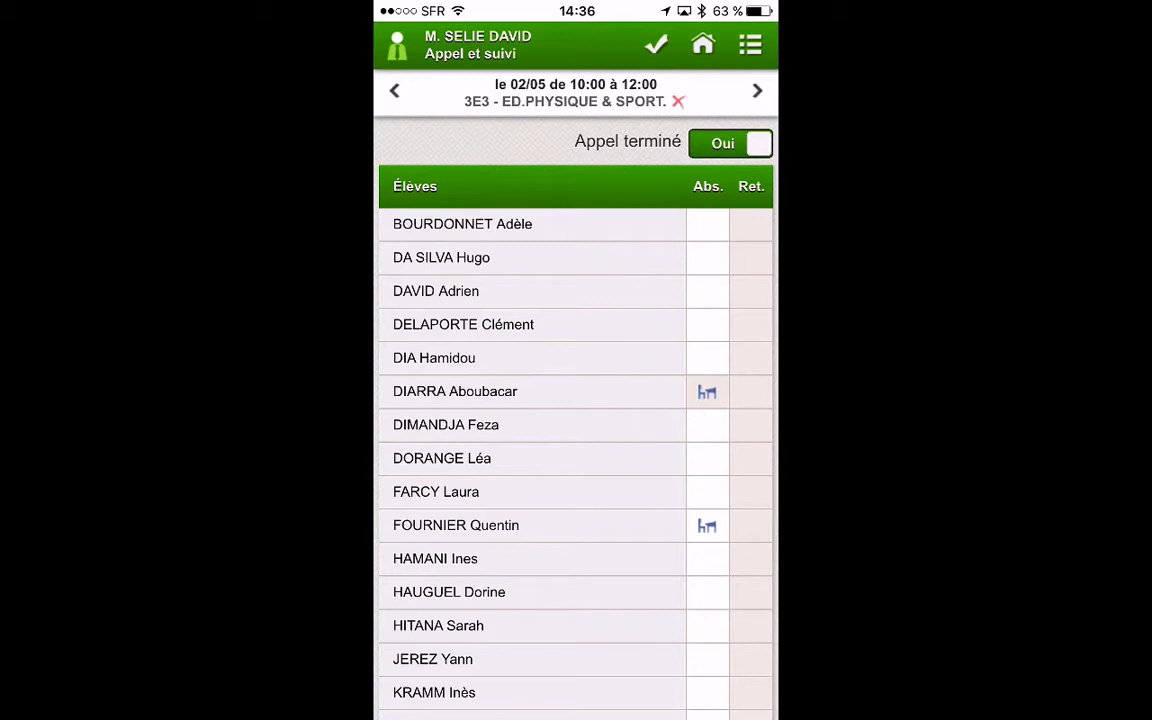 SFR 14:36 63 %
M. SELIE DAVID
Appel et suivi
le 02/05 de 10:00 à 12:00
3E3 - ED.PHYSIQUE & SPORT.
Appel terminé Oui
Élèves Abs. Ret.
BOURDONNET Adèle
DA SILVA Hugo
DAVID Adrien
DELAPORTE Clément
DIA Hamidou
DIARRA Aboubacar
DIMANDJA Feza
DORANGE Léa
FARCY Laura
FOURNIER Quentin
HAMANI Ines
HAUGUEL Dorine
HITANA Sarah
JEREZ Yann
KRAMM Inès